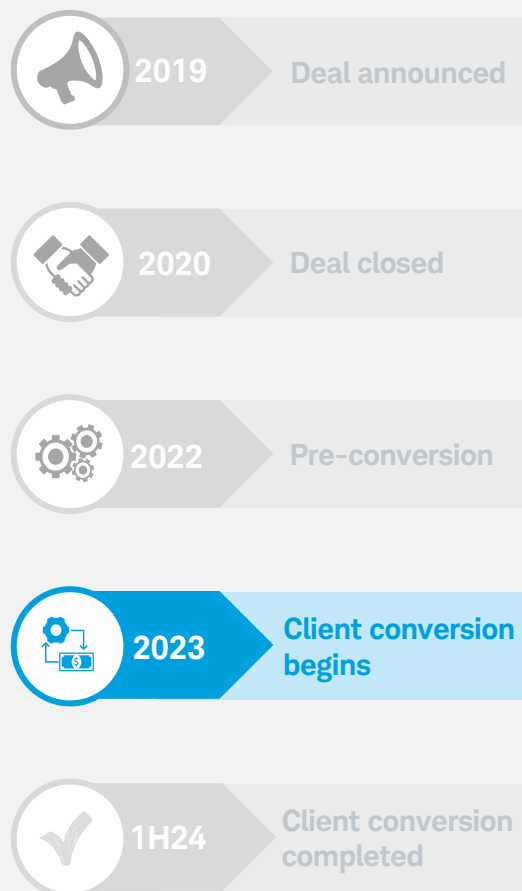 2019
Deal announced
2020
Deal closed
2022
Pre-conversion
2023
Client conversion
begins
1H24
Client conversion
completed